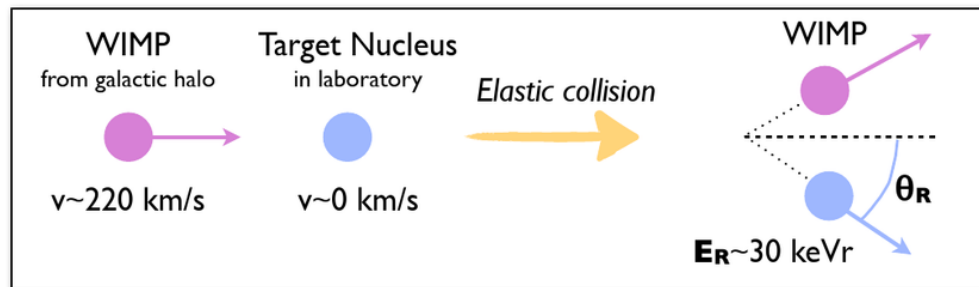 WIMP
from galactic halo
v~220 km/s
Target Nucleus
in laboratory
v~0 km/s
Elastic collision
WIMP
θR
ER~30 keVr